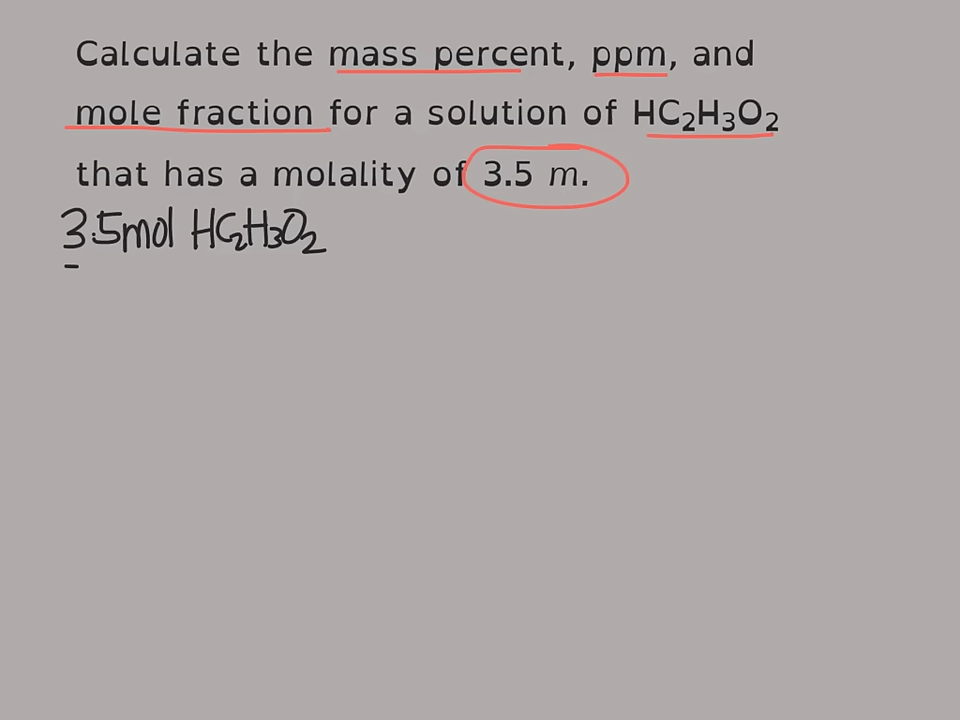 Calculate the mass percent, ppm, and
mole fraction for a solution of HC₂H₃O₂
that has a molality of 3.5 m.
3.5mol HC₂H₃O₂